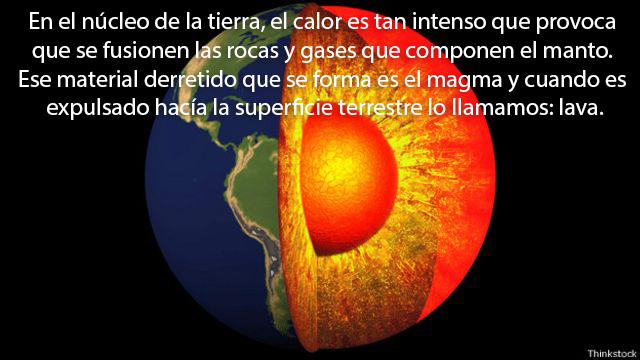 En el núcleo de la tierra, el calor es tan intenso que provoca
que se fusionen las rocas y gases que componen el manto.
Ese material derretido que se forma es el magma y cuando es
expulsado hacía la superficie terrestre lo llamamos: lava.
Thinkstock